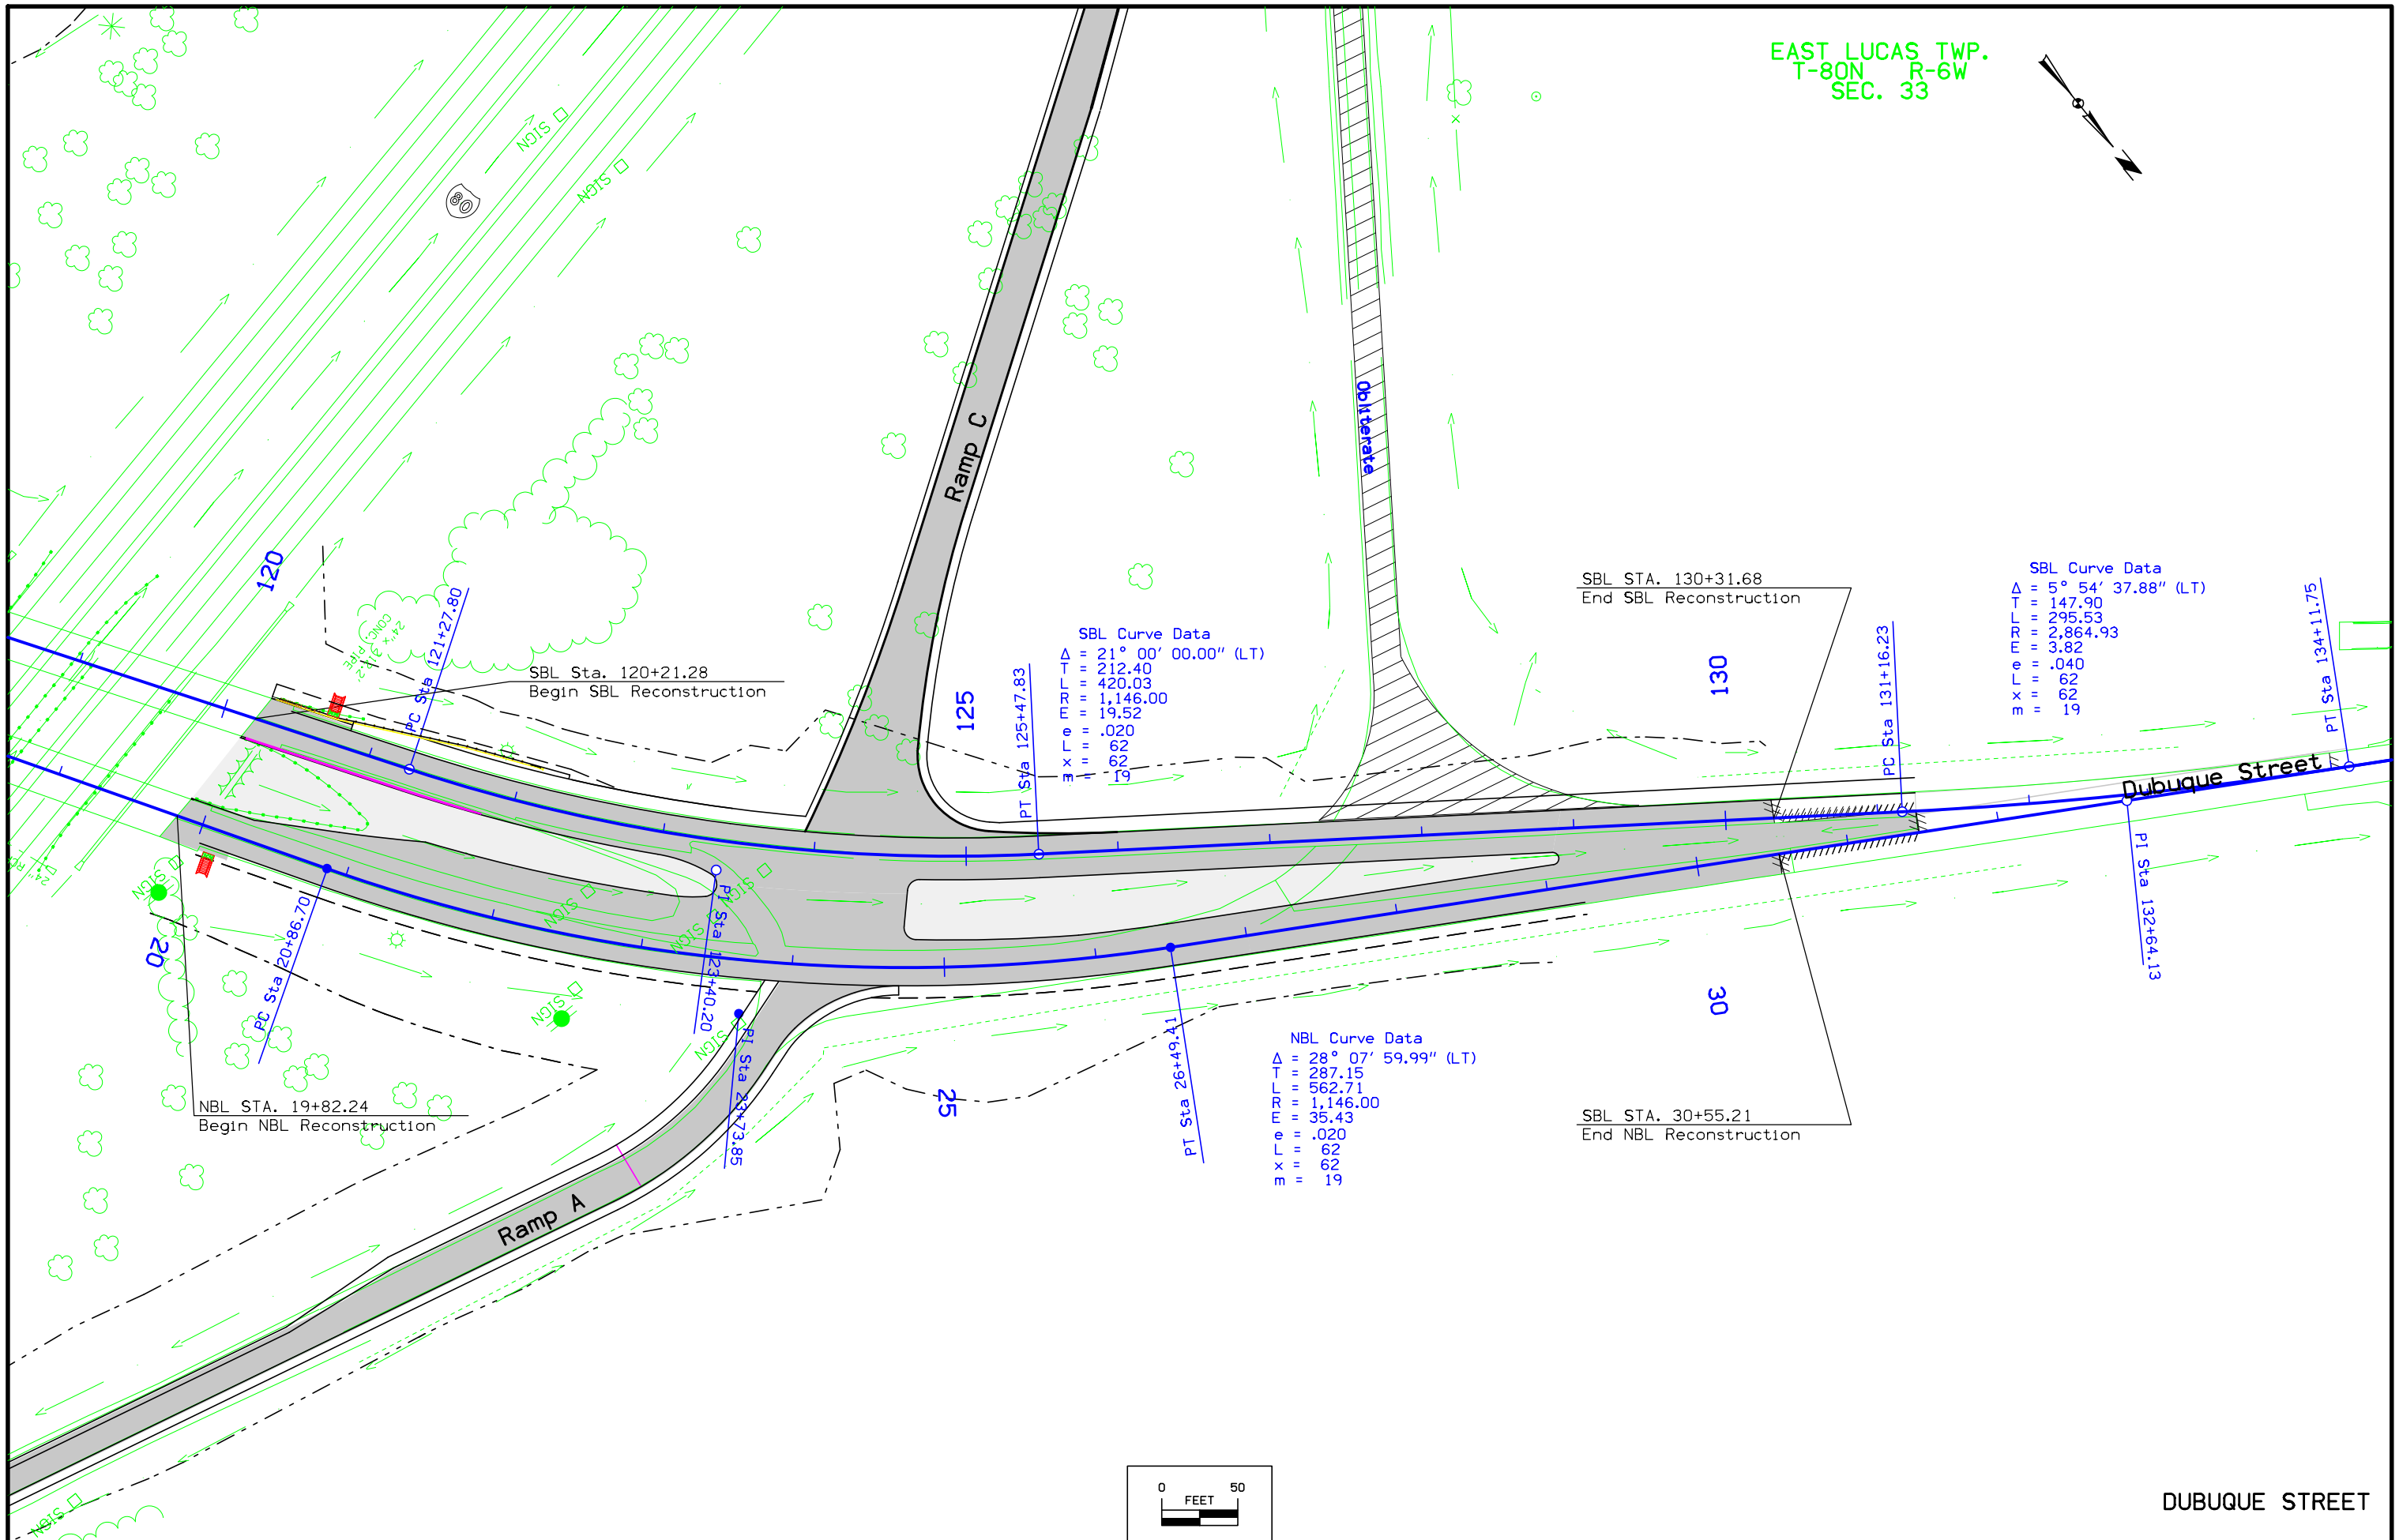 EAST LUCAS TWP.
T-80N R-6W
SEC. 33
SIGN
SIGN
80
Ramp C
Obliterate
120
24" x 312'
CONC. PIPE
PC Sta 121+27.80
SBL Sta. 120+21.28
Begin SBL Reconstruction
125
PT Sta 125+47.83
SBL Curve Data
Δ = 21° 00' 00.00" (LT)
T = 212.40
L = 420.03
R = 1,146.00
E = 19.52
e = .020
L = 62
x = 62
m = 19
SBL STA. 130+31.68
End SBL Reconstruction
130
PC Sta 131+16.23
SBL Curve Data
Δ = 5° 54' 37.88" (LT)
T = 147.90
L = 295.53
R = 2,864.93
E = 3.82
e = .040
L = 62
x = 62
m = 19
PT Sta 134+11.75
Dubuque Street
SIGN
SIGN
SIGN
SIGN
PI Sta 123+40.20
20
PC Sta 20+86.70
NBL STA. 19+82.24
Begin NBL Reconstruction
SIGN
SIGN
PI Sta 23+73.85
25
PT Sta 26+49.41
NBL Curve Data
Δ = 28° 07' 59.99" (LT)
T = 287.15
L = 562.71
R = 1,146.00
E = 35.43
e = .020
L = 62
x = 62
m = 19
30
SBL STA. 30+55.21
End NBL Reconstruction
PI Sta 132+64.13
Ramp A
SIGN
0 50
FEET
DUBUQUE STREET